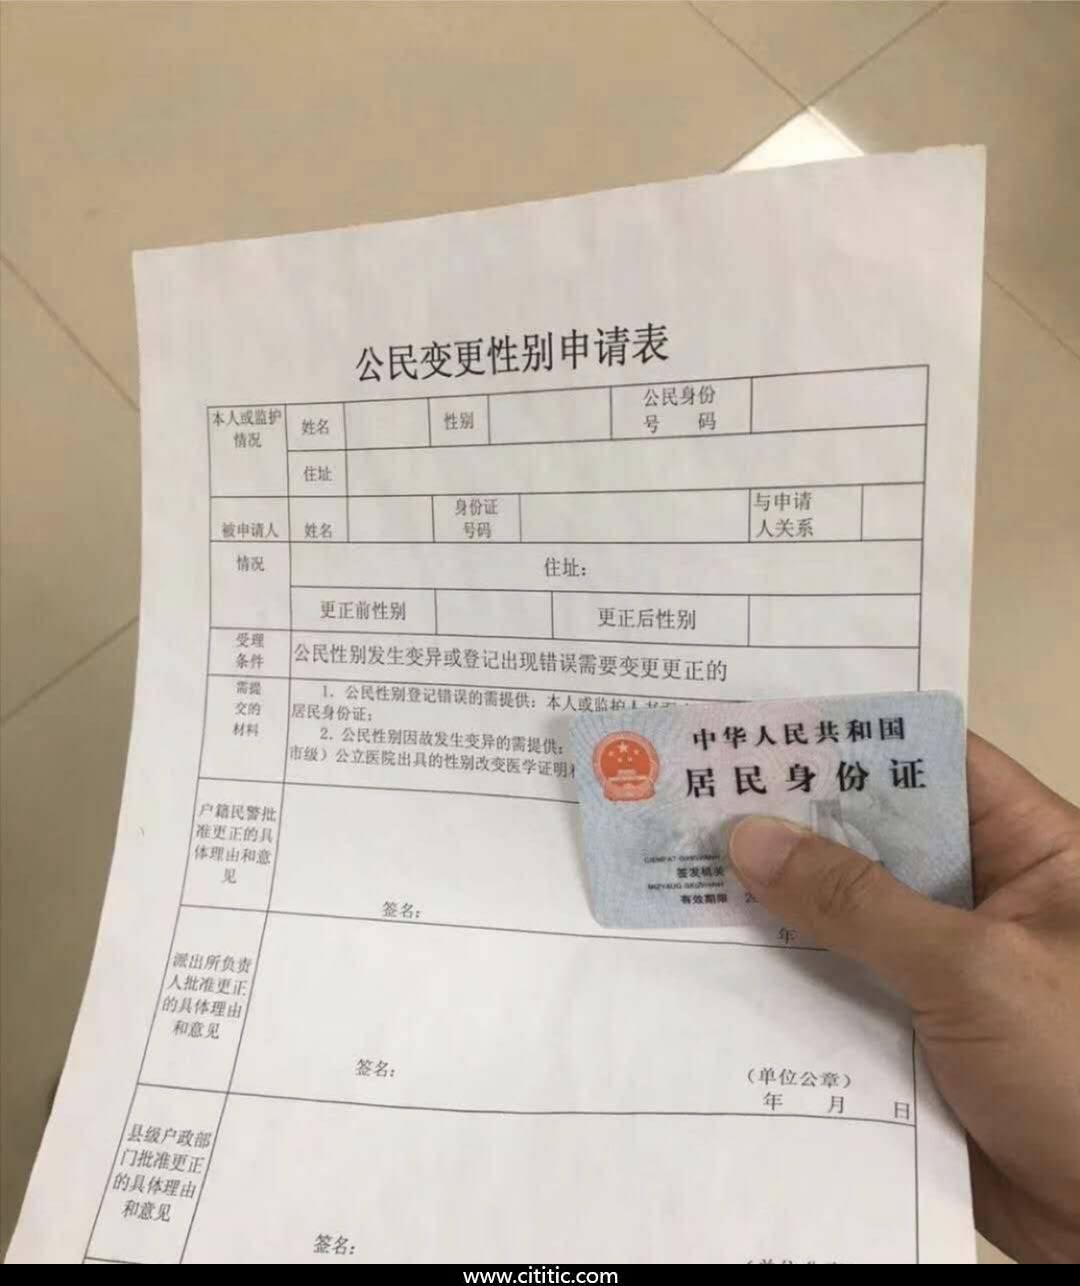 公民变更性别申请表
本人或监护
情况
姓名
性别
公民身份
号 码
住址
被申请人
情况
姓名
身份证
号码
与申请
人关系
住址：
更正前性别
更正后性别
受理
条件
公民性别发生变异或登记出现错误需要变更更正的
需提
交的
材料
1．公民性别登记错误的需提供：本人或监护人
居民身份证；
2．公民性别因故发生变异的需提供：
市级）公立医院出具的性别改变医学证明
中华人民共和国
居民身份证
签发机关
有效期限 20
户籍民警批
准更正的具
体理由和意
见
签名：
年
派出所负责
人批准更正
的具体理由
和意见
签名：
（单位公章）
年 月 日
县级户政部
门批准更正
的具体理由
和意见
签名：
www.cititic.com